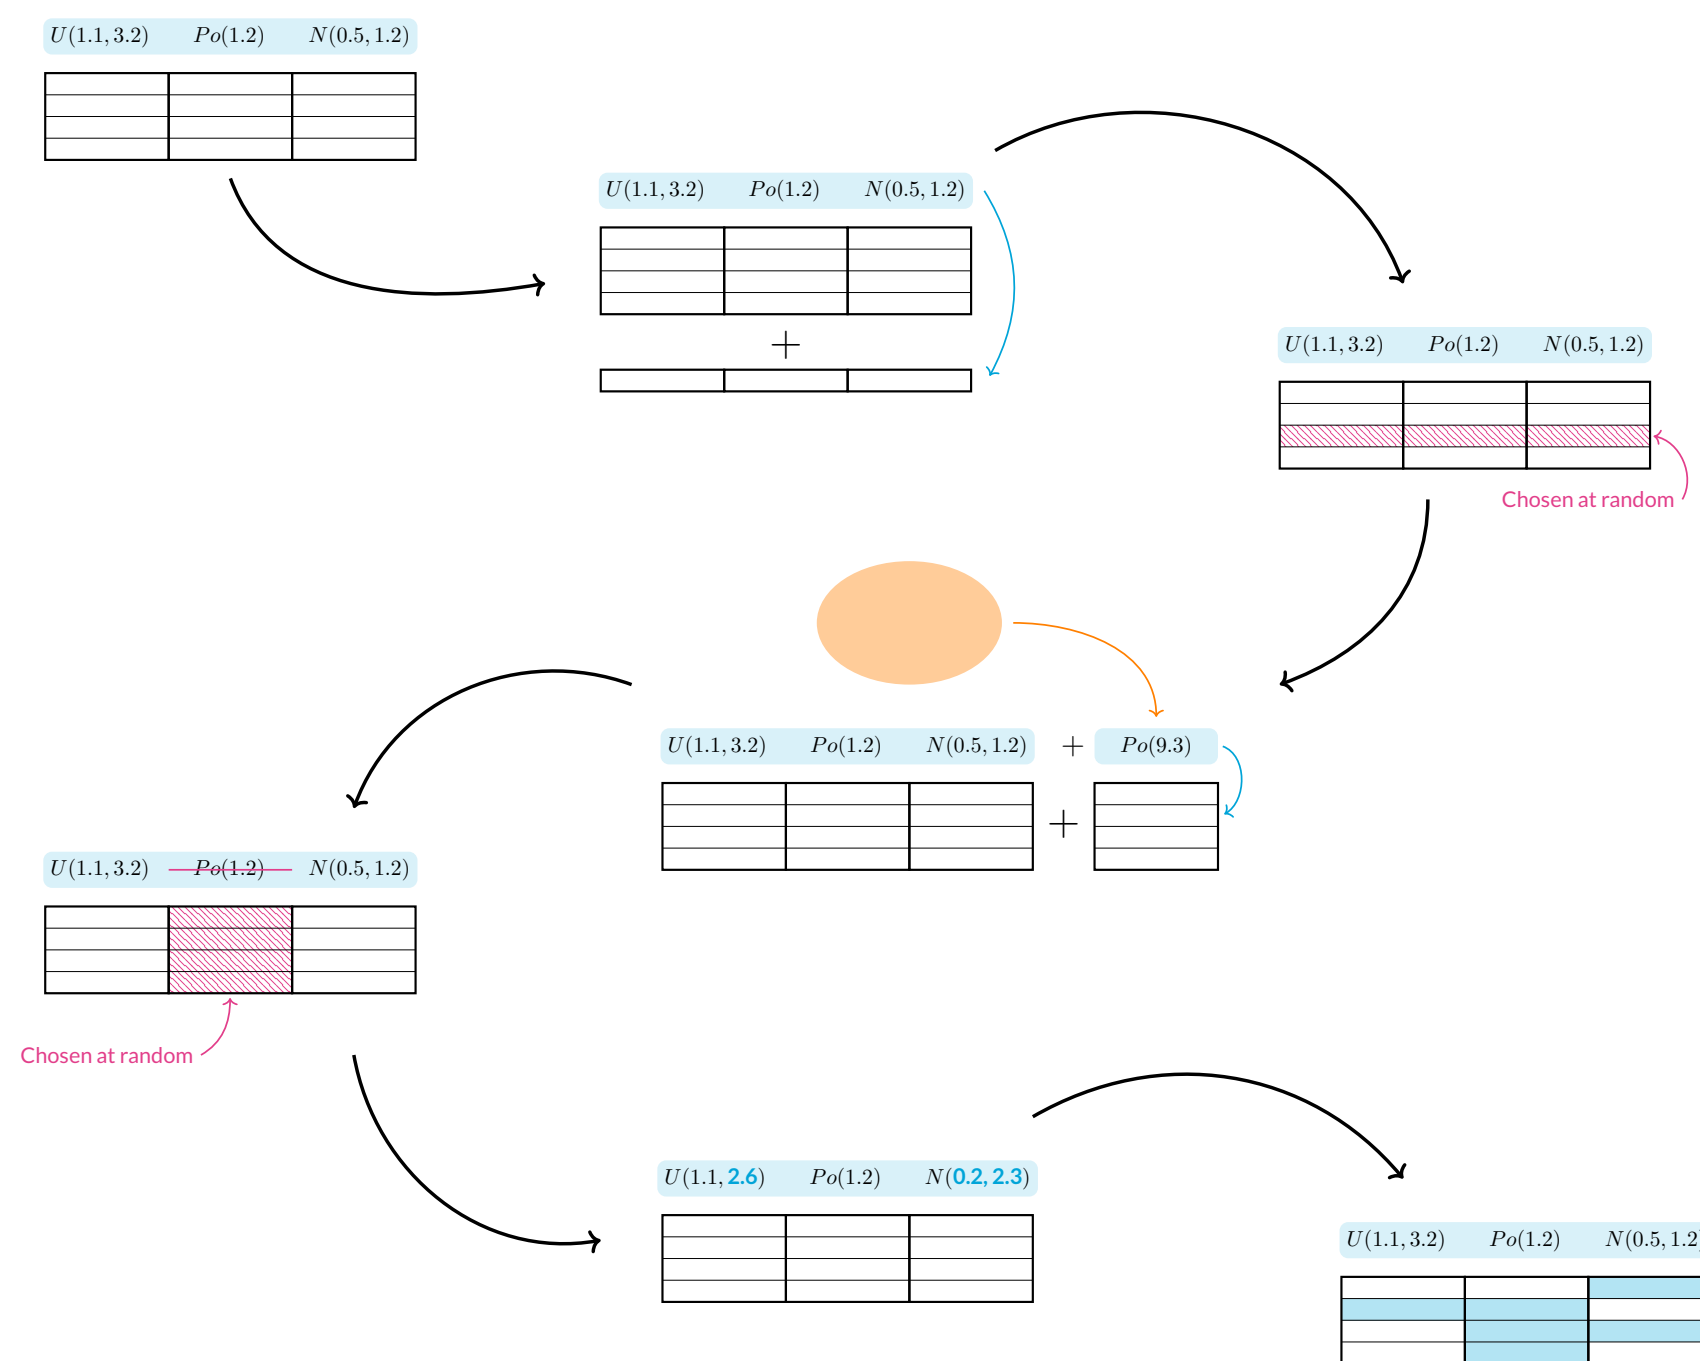 U(1.1, 3.2) Po(1.2) N(0.5, 1.2)
U(1.1, 3.2) Po(1.2) N(0.5, 1.2)
+
U(1.1, 3.2) Po(1.2) N(0.5, 1.2)
Chosen at random
U(1.1, 3.2) Po(1.2) N(0.5, 1.2) + Po(9.3)
+
U(1.1, 3.2) Po(1.2) N(0.5, 1.2)
Chosen at random
U(1.1, 2.6) Po(1.2) N(0.2, 2.3)
U(1.1, 3.2) Po(1.2) N(0.5, 1.2)